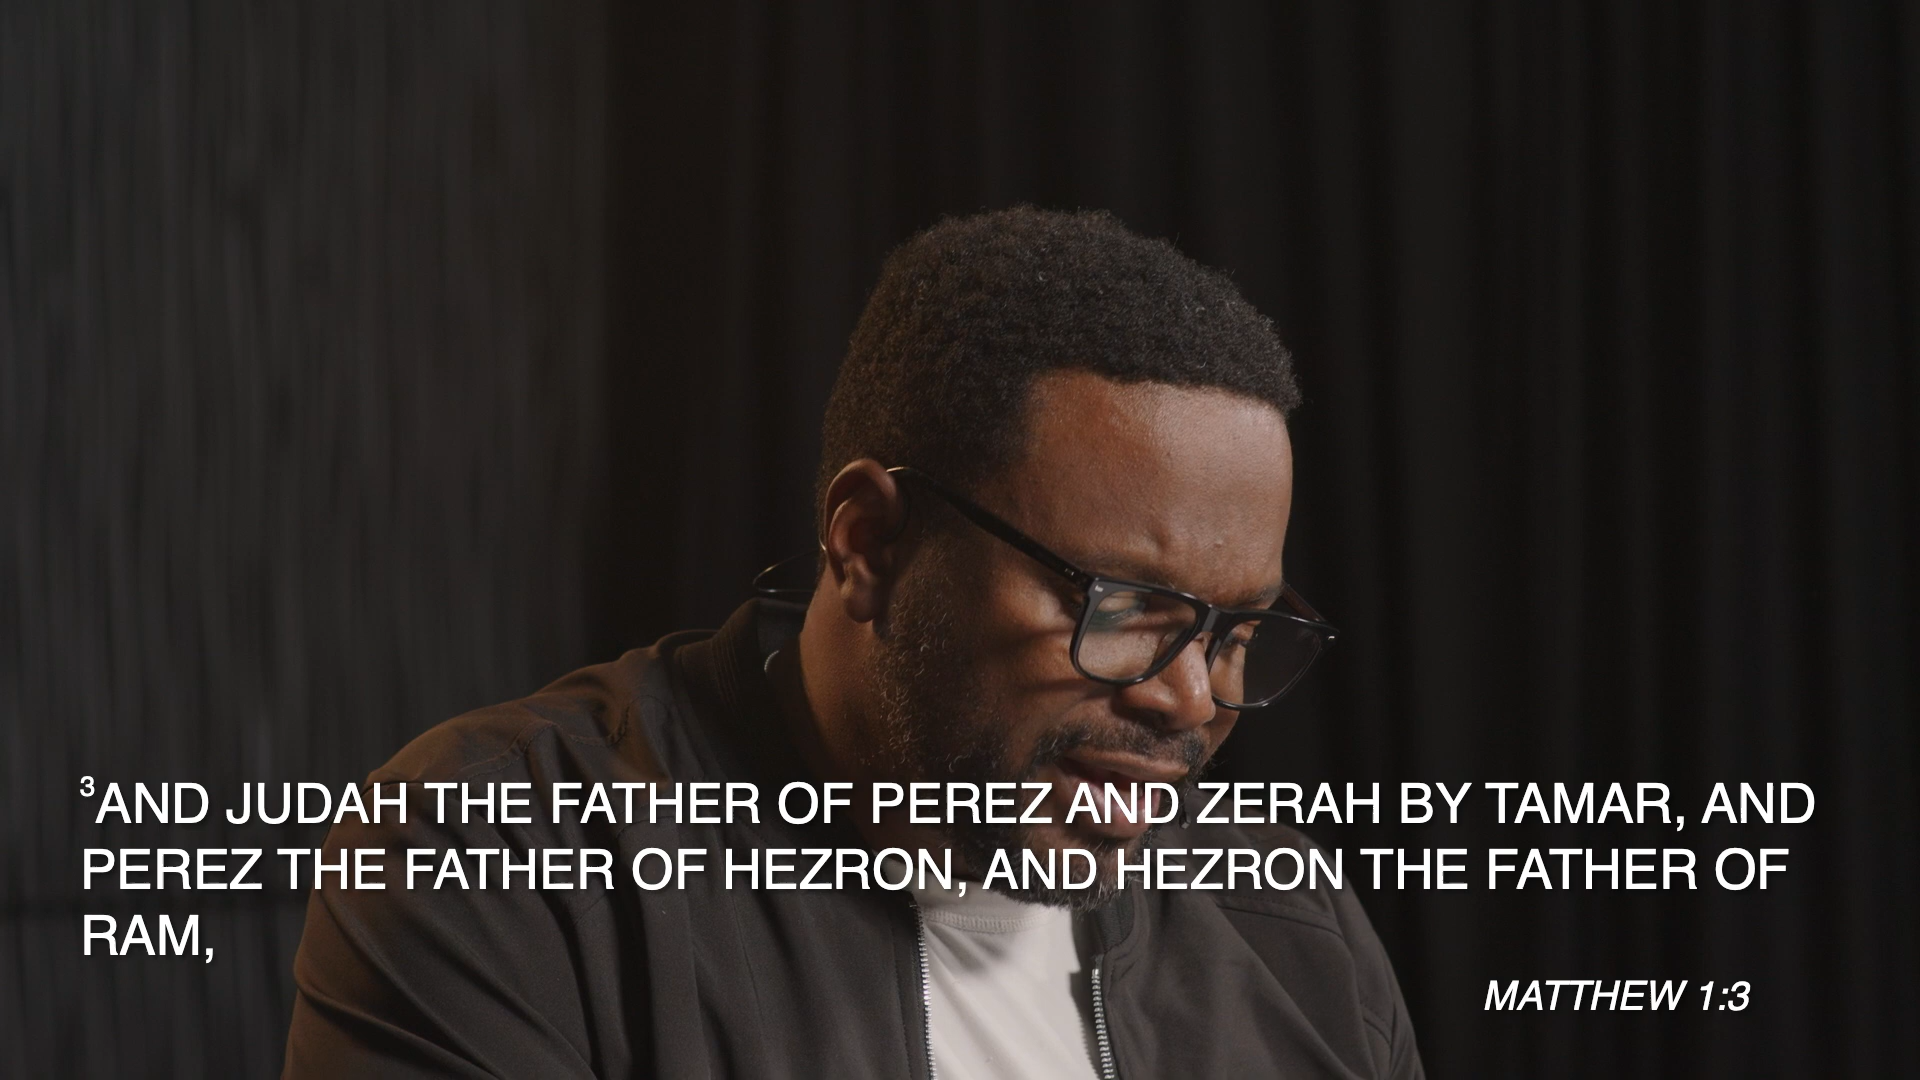 ³AND JUDAH THE FATHER OF PEREZ AND ZERAH BY TAMAR, AND
PEREZ THE FATHER OF HEZRON, AND HEZRON THE FATHER OF
RAM,
MATTHEW 1:3